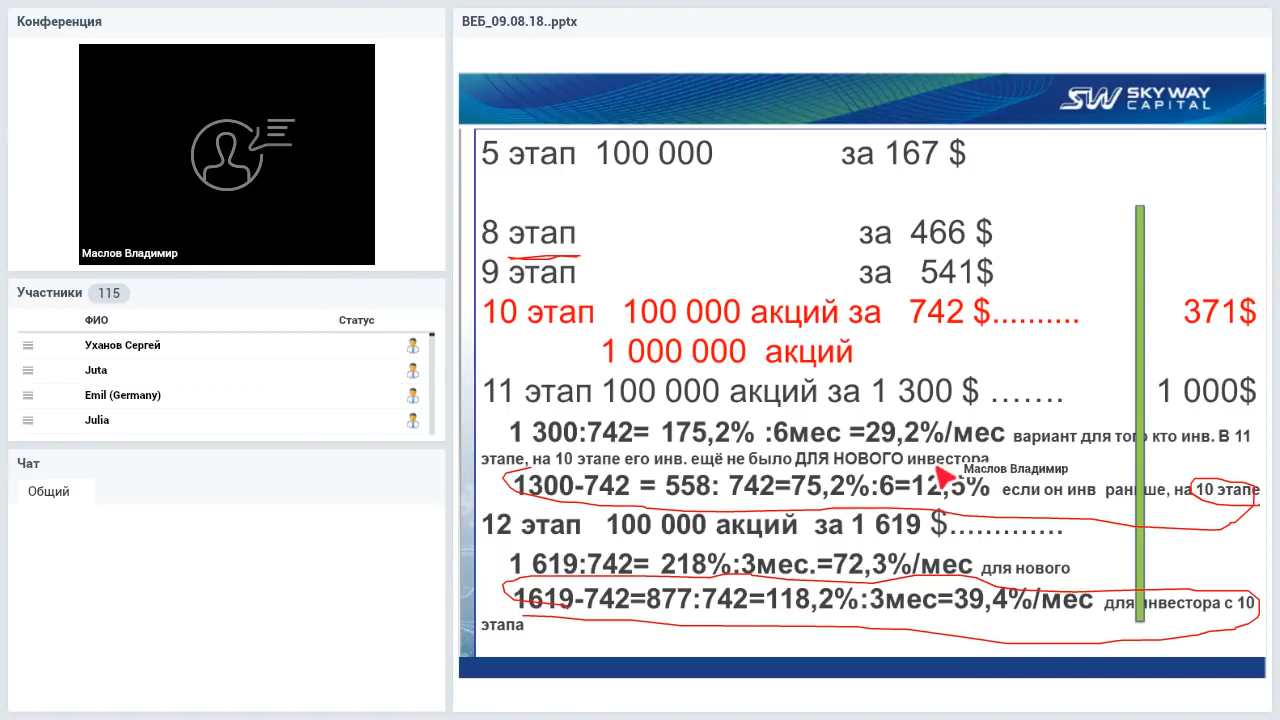 Конференция
Маслов Владимир
Участники 115
ФИО Статус
Уханов Сергей
Juta
Emil (Germany)
Julia
Чат
Общий
ВЕБ_09.08.18..pptx
SW SKY WAY CAPITAL
5 этап 100 000 за 167 $
8 этап за 466 $
9 этап за 541$
10 этап 100 000 акций за 742 $.......... 371$
1 000 000 акций
11 этап 100 000 акций за 1 300 $ ……. 1 000$
1 300:742= 175,2% :6мес =29,2%/мес вариант для того кто инв. В 11
этапе, на 10 этапе его инв. ещё не было ДЛЯ НОВОГО инвестора
Маслов Владимир
1300-742 = 558: 742=75,2%:6=12,5% если он инв раньше, на 10 этапе
12 этап 100 000 акций за 1 619 $………….
1 619:742= 218%:3мес.=72,3%/мес для нового
1619-742=877:742=118,2%:3мес=39,4%/мес для инвестора с 10
этапа